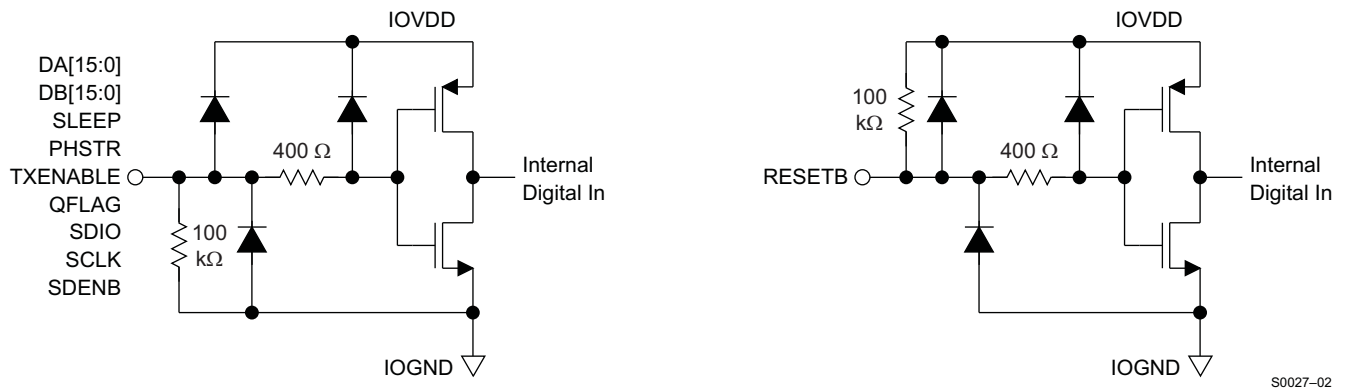 IOVDD
DA[15:0]
DB[15:0]
SLEEP
PHSTR
TXENABLE
QFLAG
SDIO
SCLK
SDENB
400 Ω
100
kΩ
Internal
Digital In
IOGND
IOVDD
100
kΩ
400 Ω
RESETB
Internal
Digital In
IOGND
S0027–02